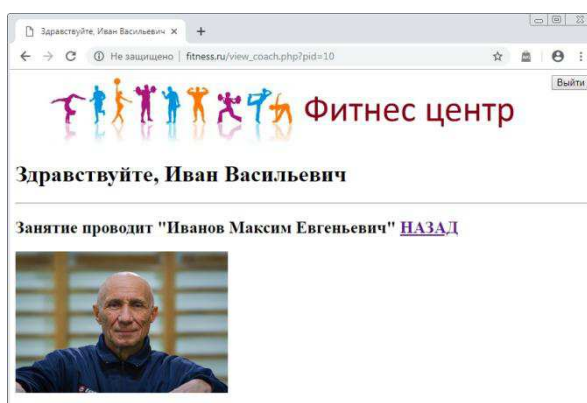 Здравствуйте, Иван Васильевич
Не защищено | fitness.ru/view_coach.php?pid=10
Выйти
Фитнес центр
Здравствуйте, Иван Васильевич
Занятие проводит "Иванов Максим Евгеньевич" НАЗАД